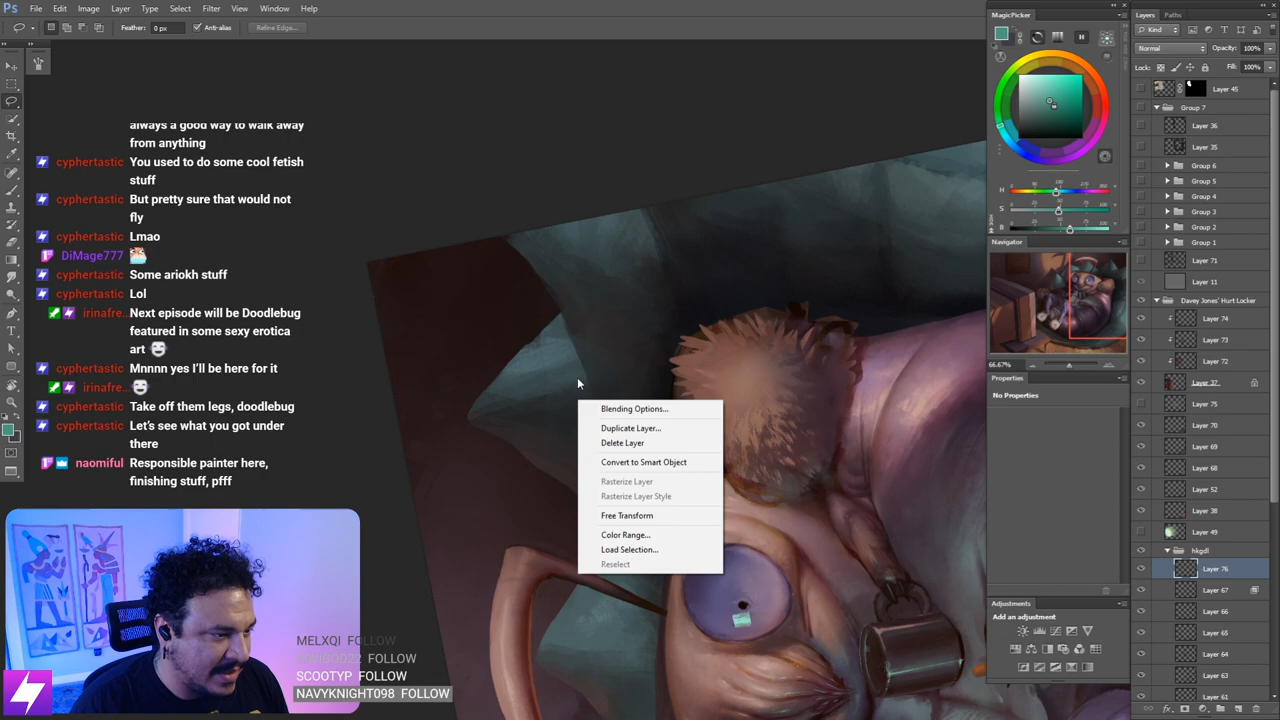 Ps File Edit Image Layer Type Select Filter View Window Help
Feather: 0 px Anti-alias Refine Edge...
always a good way to walk away
from anything
cyphertastic You used to do some cool fetish
stuff
cyphertastic But pretty sure that would not
fly
cyphertastic Lmao
DiMage777
cyphertastic Some ariokh stuff
cyphertastic Lol
irinafre... Next episode will be Doodlebug
featured in some sexy erotica
art
cyphertastic Mnnnn yes I'll be here for it
irinafre...
cyphertastic Take off them legs, doodlebug
cyphertastic Let's see what you got under
there
naomiful Responsible painter here,
finishing stuff, pfff
MELXQI FOLLOW
FOLLOW
SCOOTYP FOLLOW
NAVYKNIGHT098 FOLLOW
Blending Options...
Duplicate Layer...
Delete Layer
Convert to Smart Object
Rasterize Layer
Rasterize Layer Style
Free Transform
Color Range...
Load Selection...
Reselect
MagicPicker
H
H
S
B
Navigator
66.67%
Properties
No Properties
Adjustments
Add an adjustment
Layers Paths
Kind
Normal Opacity: 100%
Lock: Fill: 100%
Layer 45
Group 7
Layer 36
Layer 35
Group 6
Group 5
Group 4
Group 3
Group 2
Group 1
Layer 71
Layer 11
Davey Jones' Hurt Locker
Layer 74
Layer 73
Layer 72
Layer 37
Layer 75
Layer 70
Layer 69
Layer 68
Layer 52
Layer 38
Layer 49
hkgdl
Layer 76
Layer 67
Layer 66
Layer 65
Layer 64
Layer 63
Layer 61
fx